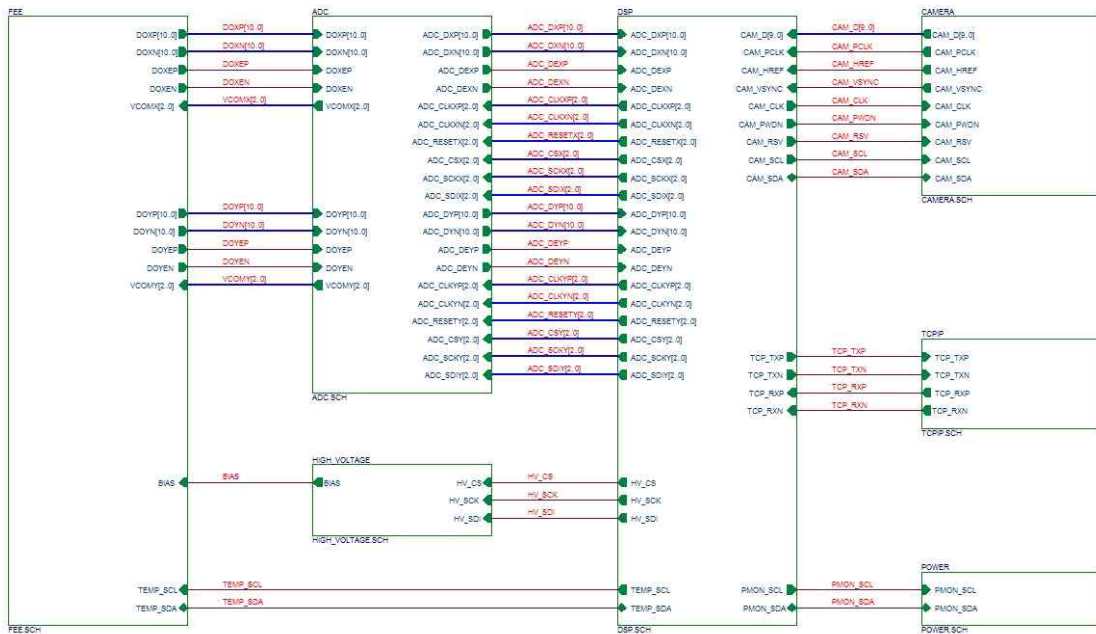 FEE ADC DSP CAMERA
DOXP[10..0] DOXP[10..0] DOXP[10..0] ADC_DXP[10..0] ADC_DXP[10..0] ADC_DXP[10..0] CAM_D[9..0] CAM_D[9..0] CAM_D[9..0]
DOXN[10..0] DOXN[10..0] DOXN[10..0] ADC_DXN[10..0] ADC_DXN[10..0] ADC_DXN[10..0] CAM_PCLK CAM_PCLK CAM_PCLK
DOXEP DOXEP DOXEP ADC_DEXP ADC_DEXP ADC_DEXP CAM_HREF CAM_HREF CAM_HREF
DOXEN DOXEN DOXEN ADC_DEXN ADC_DEXN ADC_DEXN CAM_VSYNC CAM_VSYNC CAM_VSYNC
VCOMX[2..0] VCOMX[2..0] VCOMX[2..0] ADC_CLKXP[2..0] ADC_CLKXP[2..0] ADC_CLKXP[2..0] CAM_CLK CAM_CLK CAM_CLK
ADC_CLKXN[2..0] ADC_CLKXN[2..0] ADC_CLKXN[2..0] CAM_PWDN CAM_PWDN CAM_PWDN
ADC_RESETX[2..0] ADC_RESETX[2..0] ADC_RESETX[2..0] CAM_RSV CAM_RSV CAM_RSV
ADC_CSX[2..0] ADC_CSX[2..0] ADC_CSX[2..0] CAM_SCL CAM_SCL CAM_SCL
ADC_SCKX[2..0] ADC_SCKX[2..0] ADC_SCKX[2..0] CAM_SDA CAM_SDA CAM_SDA
ADC_SDIX[2..0] ADC_SDIX[2..0] ADC_SDIX[2..0] CAMERA.SCH
DOYP[10..0] DOYP[10..0] DOYP[10..0] ADC_DYP[10..0] ADC_DYP[10..0] ADC_DYP[10..0]
DOYN[10..0] DOYN[10..0] DOYN[10..0] ADC_DYN[10..0] ADC_DYN[10..0] ADC_DYN[10..0]
DOYEP DOYEP DOYEP ADC_DEYP ADC_DEYP ADC_DEYP
DOYEN DOYEN DOYEN ADC_DEYN ADC_DEYN ADC_DEYN
VCOMY[2..0] VCOMY[2..0] VCOMY[2..0] ADC_CLKYP[2..0] ADC_CLKYP[2..0] ADC_CLKYP[2..0]
ADC_CLKYN[2..0] ADC_CLKYN[2..0] ADC_CLKYN[2..0]
ADC_RESETY[2..0] ADC_RESETY[2..0] ADC_RESETY[2..0]
ADC_CSY[2..0] ADC_CSY[2..0] ADC_CSY[2..0] TCPIP
ADC_SCKY[2..0] ADC_SCKY[2..0] ADC_SCKY[2..0] TCP_TXP TCP_TXP TCP_TXP
ADC_SDIY[2..0] ADC_SDIY[2..0] ADC_SDIY[2..0] TCP_TXN TCP_TXN TCP_TXN
ADC.SCH TCP_RXP TCP_RXP TCP_RXP
TCP_RXN TCP_RXN TCP_RXN
TCPIP.SCH
HIGH_VOLTAGE
BIAS BIAS BIAS HV_CS HV_CS HV_CS
HV_SCK HV_SCK HV_SCK
HV_SDI HV_SDI HV_SDI
HIGH_VOLTAGE.SCH
POWER
TEMP_SCL TEMP_SCL TEMP_SCL PMON_SCL PMON_SCL PMON_SCL
TEMP_SDA TEMP_SDA TEMP_SDA PMON_SDA PMON_SDA PMON_SDA
FEE.SCH DSP.SCH POWER.SCH